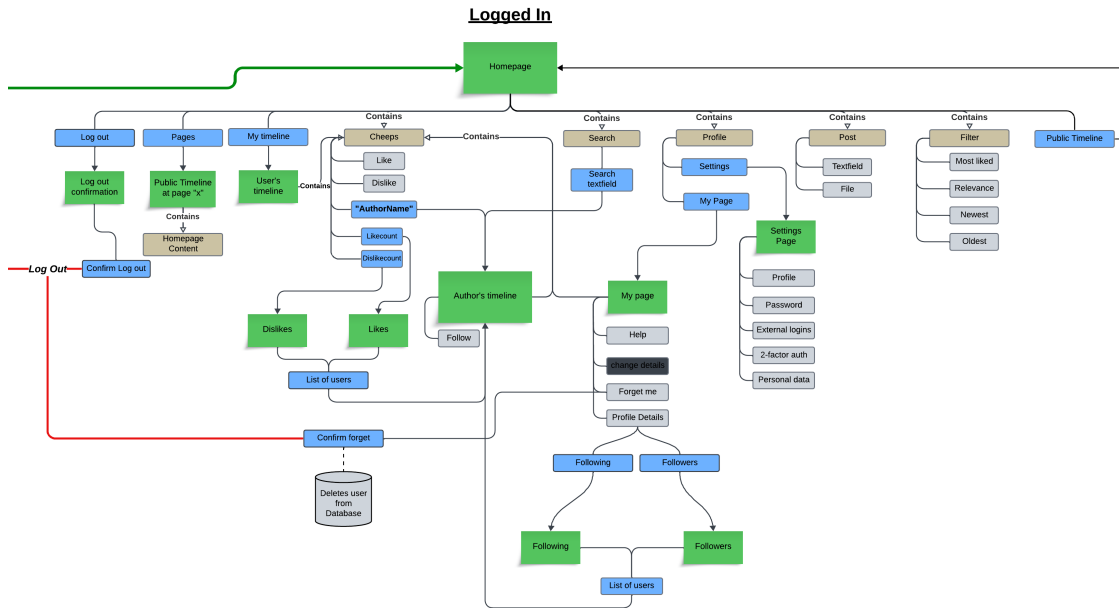 Logged In
Homepage
Contains
Contains
Contains
Contains
Contains
Log out
Pages
My timeline
Cheeps
Contains
Search
Profile
Post
Filter
Public Timeline
Like
Dislike
Settings
Textfield
File
Most liked
Relevance
Newest
Oldest
Log out
confirmation
Public Timeline
at page "x"
User's
timeline
Contains
Search
textfield
"AuthorName"
My Page
Contains
Homepage
Content
Likecount
Dislikecount
Settings
Page
Log Out
Confirm Log out
Author's timeline
My page
Profile
Password
External logins
2-factor auth
Personal data
Dislikes
Likes
Follow
Help
change details
Forget me
Profile Details
List of users
Confirm forget
Following
Followers
Deletes user
from
Database
Following
Followers
List of users